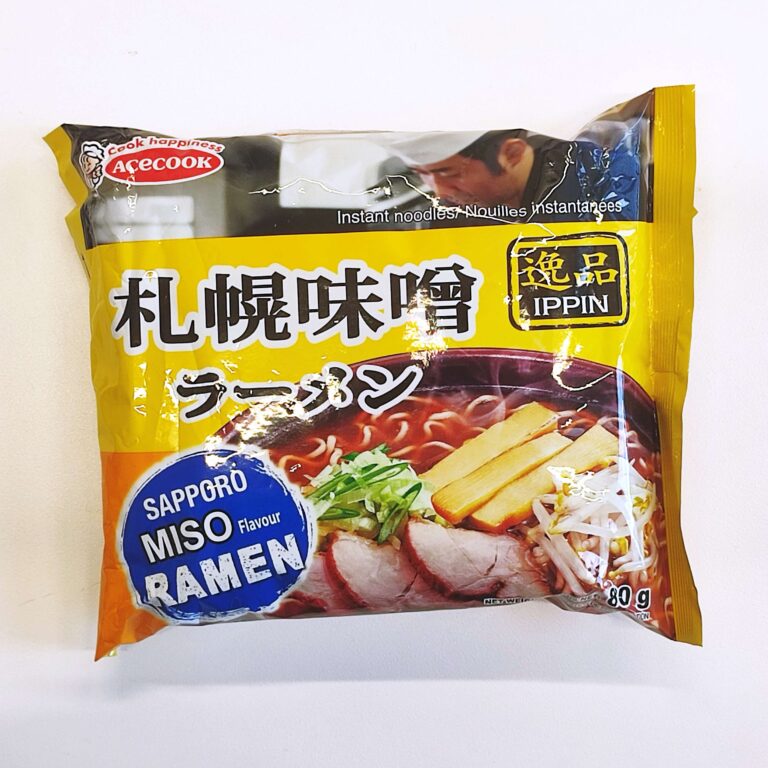 Cook happiness
ACECOOK
Instant noodles/ Nouilles instantanées
逸品
IPPIN
札幌味噌
ラーメン
SAPPORO
MISO Flavour
RAMEN
80 g